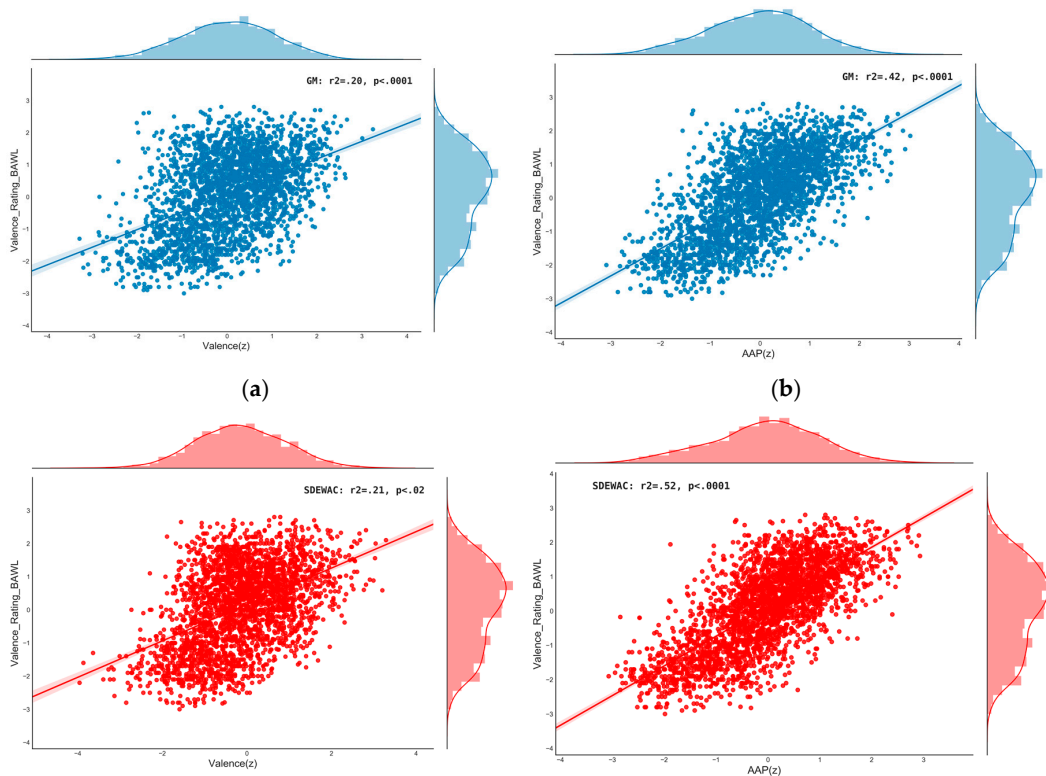 GM: r2=.20, p<.0001
Valence_Rating_BAWL
3
2
1
0
−1
−2
−3
−4
−4 −3 −2 −1 0 1 2 3 4
Valence(z)
(a)
GM: r2=.42, p<.0001
Valence_Rating_BAWL
4
3
2
1
0
−1
−2
−3
−4
−4 −3 −2 −1 0 1 2 3 4
AAP(z)
(b)
SDEWAC: r2=.21, p<.02
Valence_Rating_BAWL
4
3
2
1
0
−1
−2
−3
−4
−4 −2 0 2 4
Valence(z)
SDEWAC: r2=.52, p<.0001
Valence_Rating_BAWL
4
3
2
1
0
−1
−2
−3
−4
−4 −3 −2 −1 0 1 2 3 4
AAP(z)